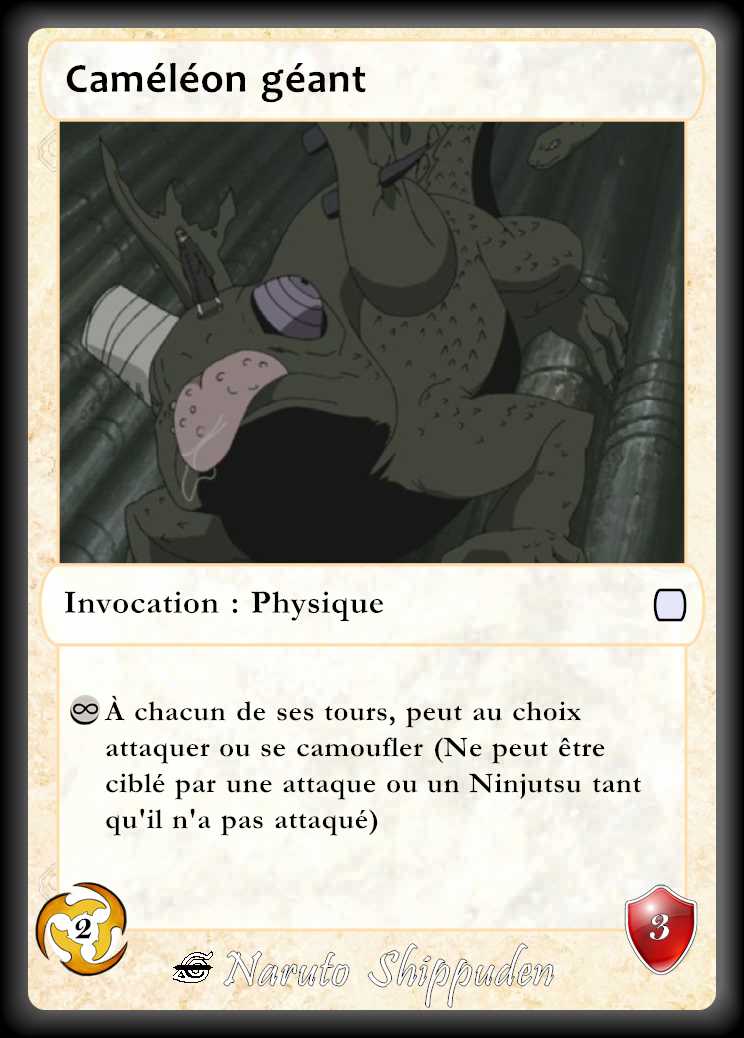 Caméléon géant
Invocation : Physique
∞ À chacun de ses tours, peut au choix
attaquer ou se camoufler (Ne peut être
ciblé par une attaque ou un Ninjutsu tant
qu'il n'a pas attaqué)
2
3
Naruto Shippuden